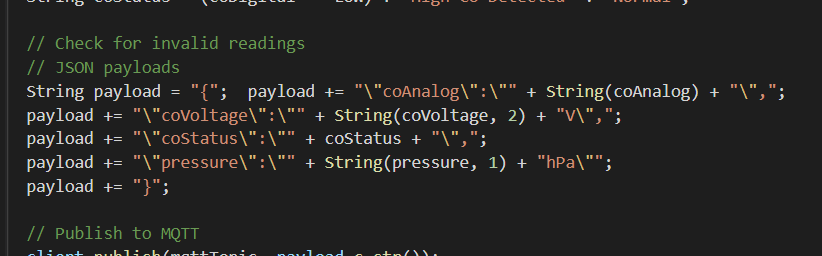 String coStatus = (coDigital == LOW) ? "High CO Detected" : "Normal";
// Check for invalid readings
// JSON payloads
String payload = "{";  payload += "\"coAnalog\":\"" + String(coAnalog) + "\",";
payload += "\"coVoltage\":\"" + String(coVoltage, 2) + "V\",";
payload += "\"coStatus\":\"" + coStatus + "\",";
payload += "\"pressure\":\"" + String(pressure, 1) + "hPa\"";
payload += "}";
// Publish to MQTT
client.publish(mqttTopic, payload.c_str());